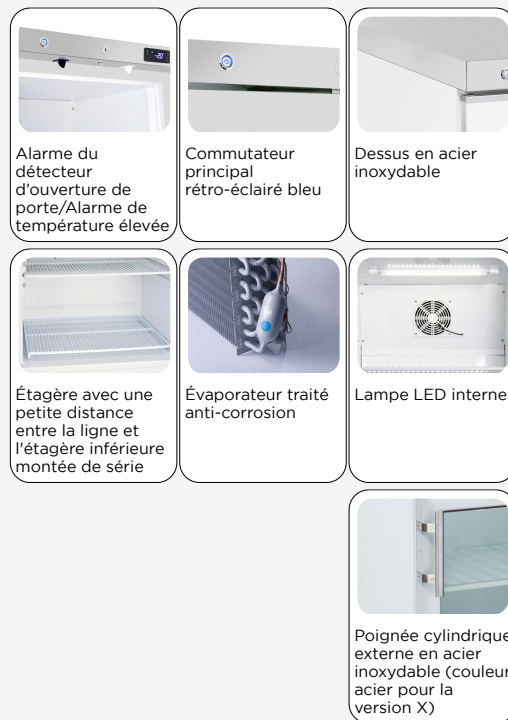 -20
Alarme du
détecteur
d'ouverture de
porte/Alarme de
température élevée
Commutateur
principal
rétro-éclairé bleu
Dessus en acier
inoxydable
Étagère avec une
petite distance
entre la ligne et
l'étagère inférieure
montée de série
Évaporateur traité
anti-corrosion
Lampe LED interne
Poignée cylindrique
externe en acier
inoxydable (couleur
acier pour la
version X)